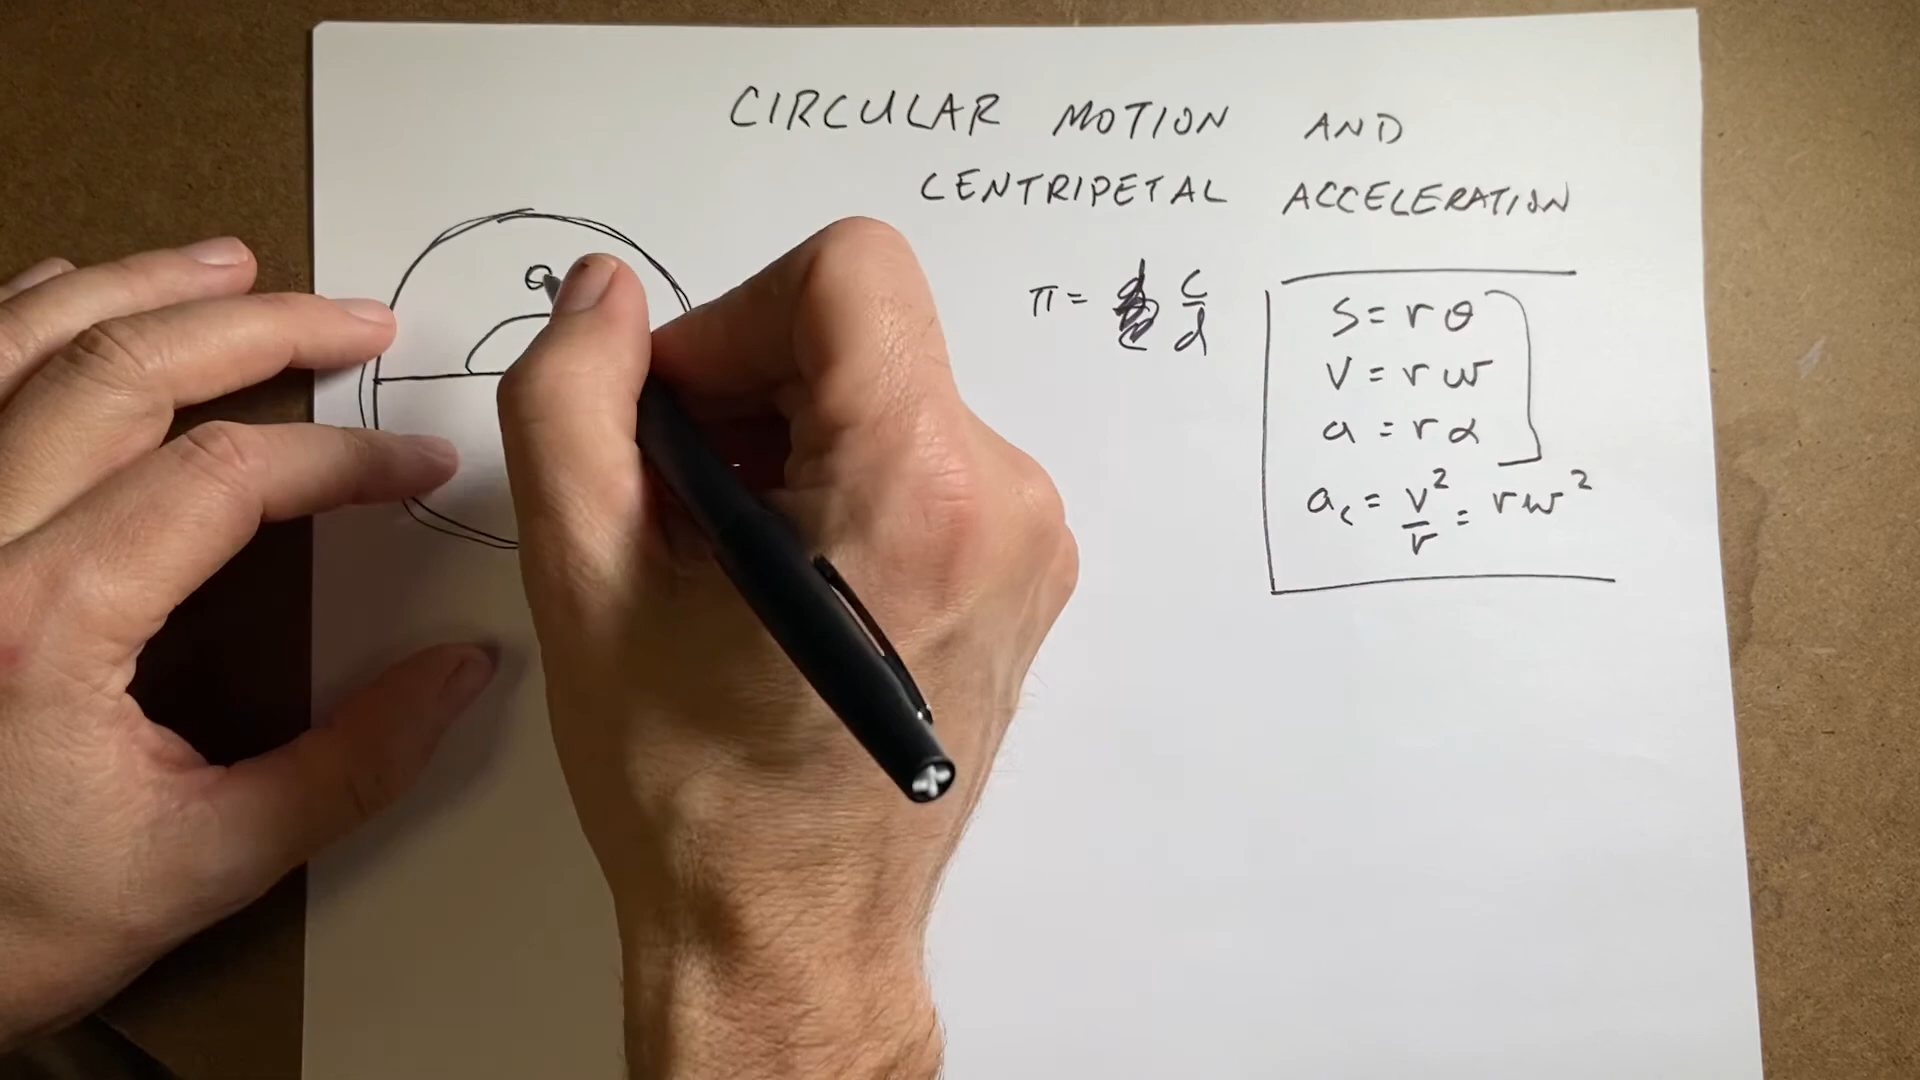 CIRCULAR MOTION AND
CENTRIPETAL ACCELERATION
θ
π = c/d
s = rθ
v = rω
a = rα
a_c = v²/r = rω²